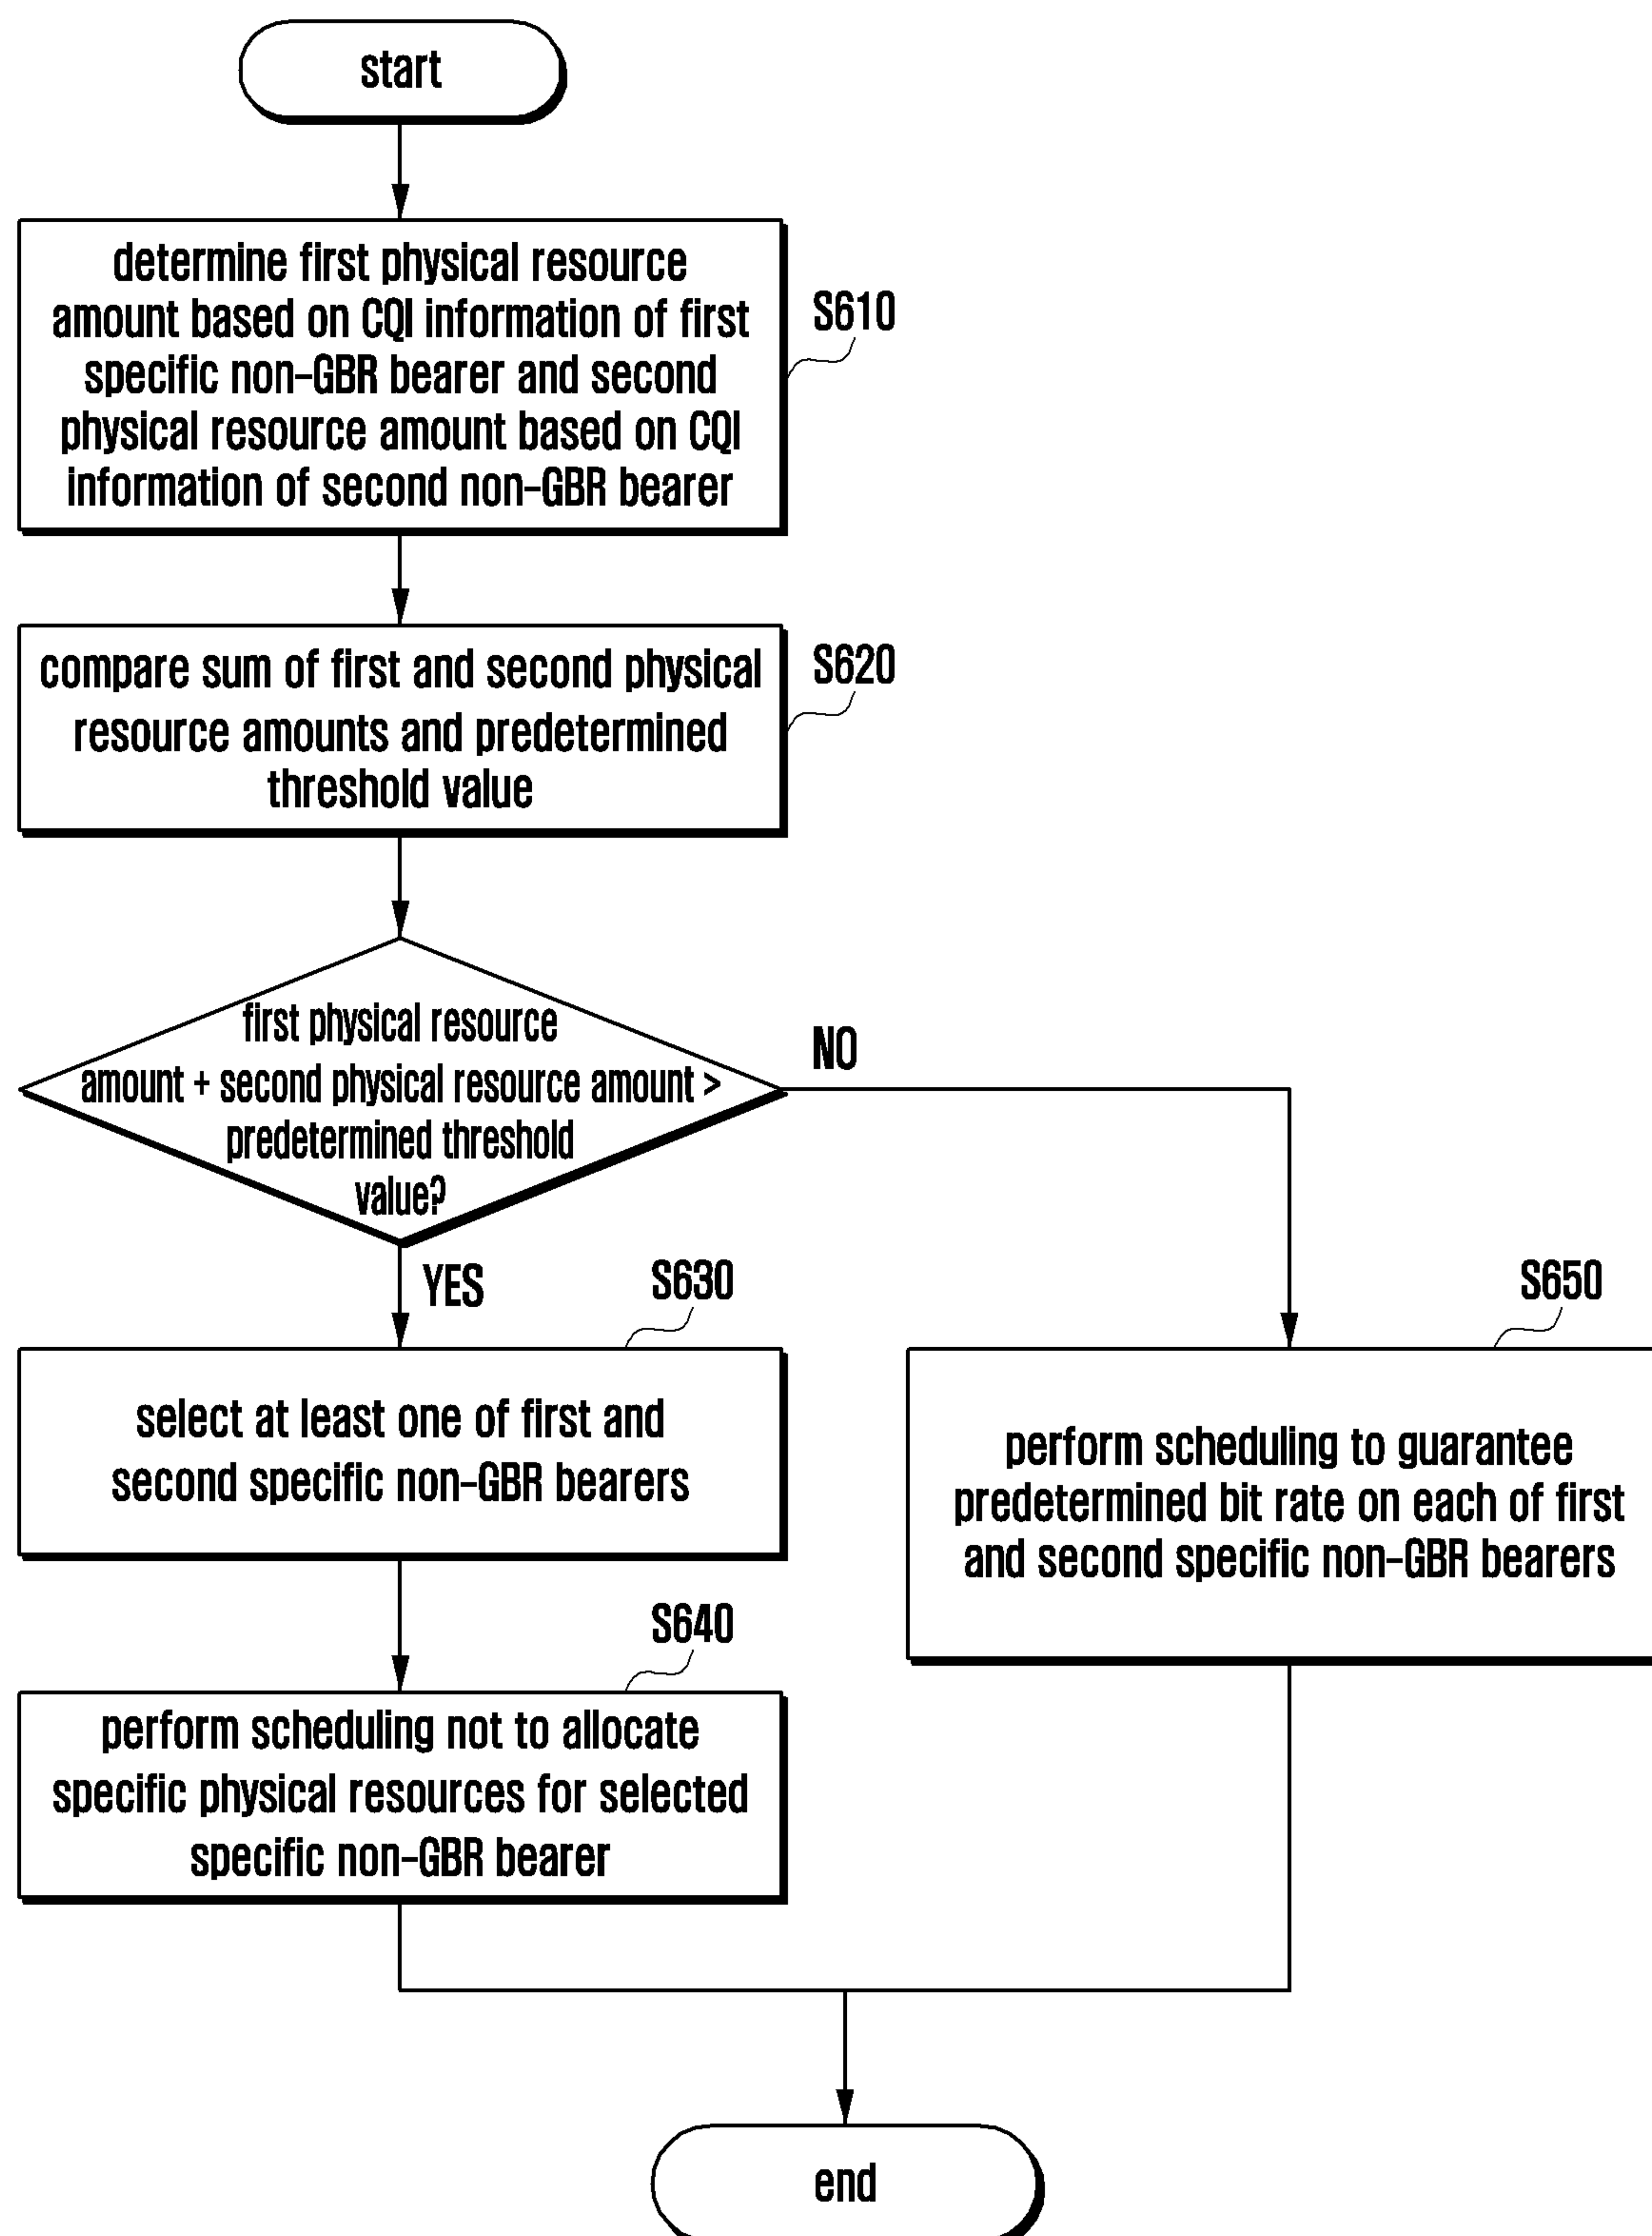 start
determine first physical resource
amount based on CQI information of first
specific non-GBR bearer and second
physical resource amount based on CQI
information of second non-GBR bearer
S610
compare sum of first and second physical
resource amounts and predetermined
threshold value
S620
first physical resource
amount + second physical resource amount >
predetermined threshold
value?
NO
YES
S630
select at least one of first and
second specific non-GBR bearers
S650
perform scheduling to guarantee
predetermined bit rate on each of first
and second specific non-GBR bearers
S640
perform scheduling not to allocate
specific physical resources for selected
specific non-GBR bearer
end